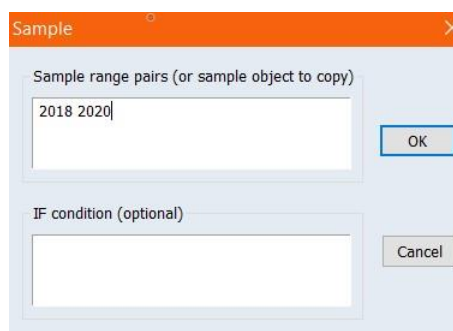 Sample
Sample range pairs (or sample object to copy)
2018 2020
OK
IF condition (optional)
Cancel